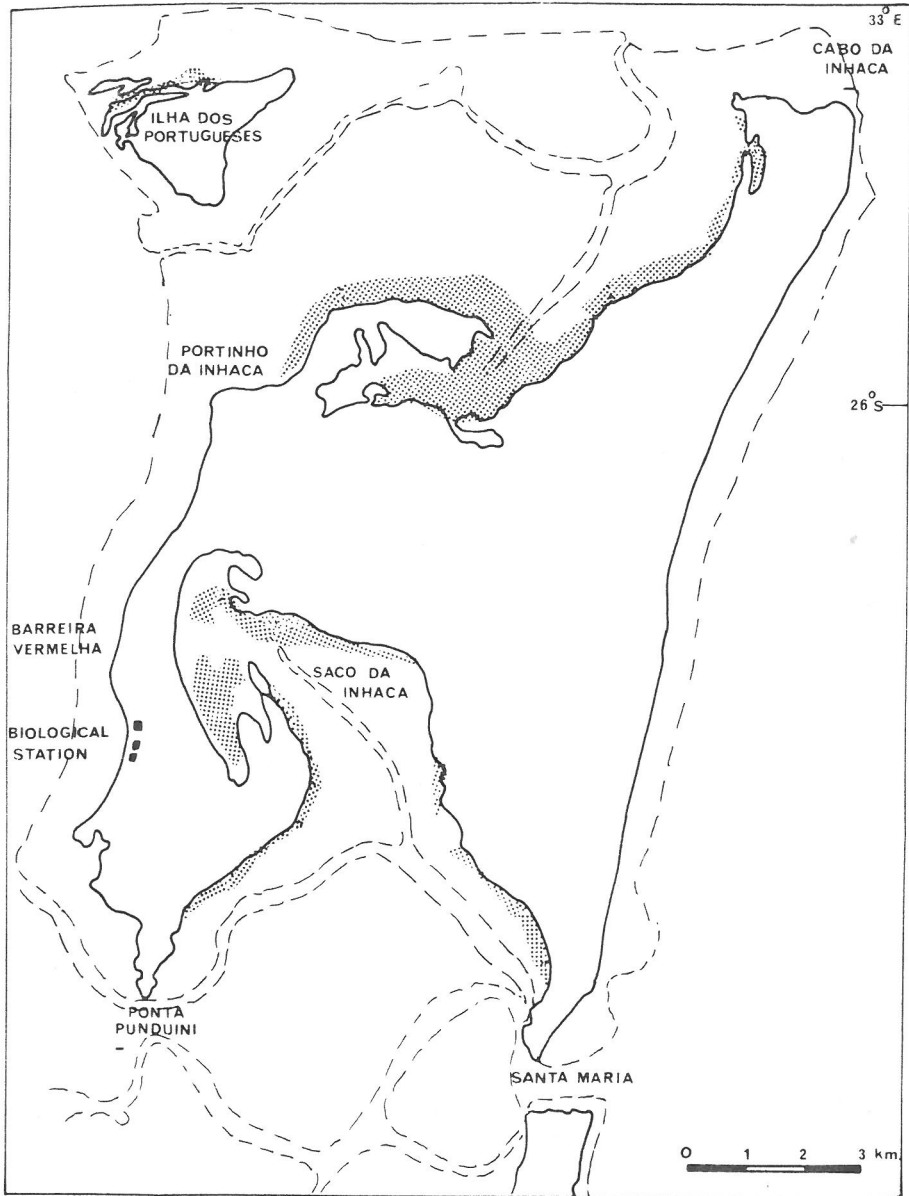 33° E
CABO DA
INHACA
ILHA DOS
PORTUGUESES
PORTINHO
DA INHACA
26°S
BARREIRA
VERMELHA
SACO DA
INHACA
BIOLOGICAL
STATION
PONTA
PUNDUINI
SANTA MARIA
0 1 2 3 km.